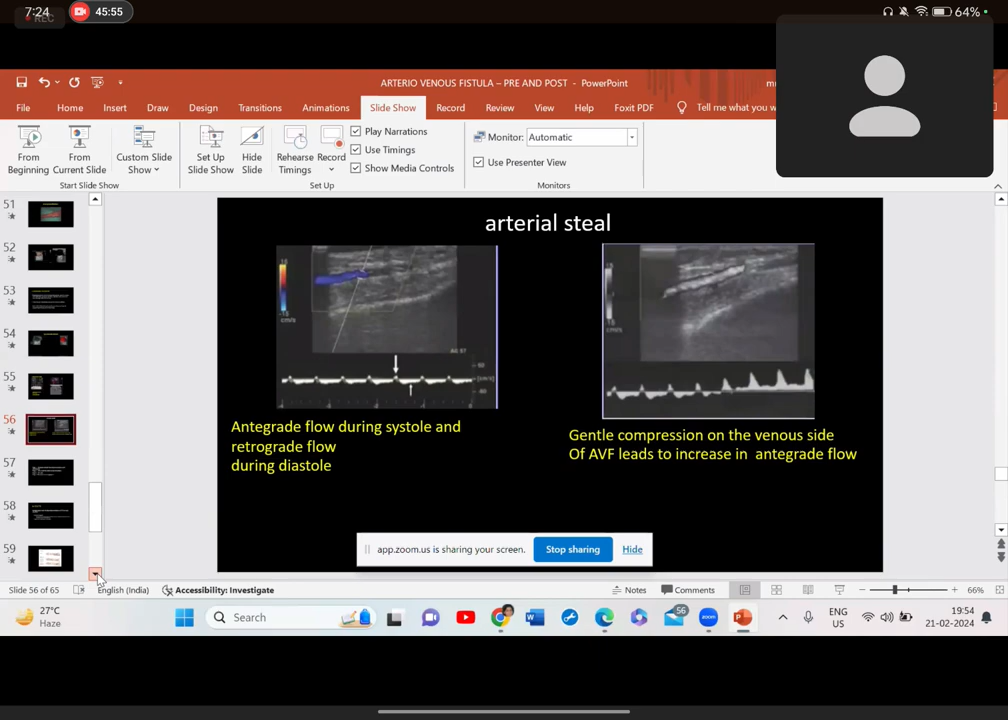 7:24
REC
45:55
64%
ARTERIO VENOUS FISTULA – PRE AND POST - PowerPoint
File Home Insert Draw Design Transitions Animations Slide Show Record Review View Help Foxit PDF Tell me what you w
From Beginning
From Current Slide
Custom Slide Show
Set Up Slide Show
Hide Slide
Rehearse Timings
Record
Play Narrations
Use Timings
Show Media Controls
Monitor: Automatic
Use Presenter View
Start Slide Show
Set Up
Monitors
51
52
53
54
55
56
57
58
59
arterial steal
cm/s
cm/s
Antegrade flow during systole and
retrograde flow
during diastole
Gentle compression on the venous side
Of AVF leads to increase in antegrade flow
app.zoom.us is sharing your screen. Stop sharing Hide
Slide 56 of 65 English (India) Accessibility: Investigate Notes Comments 66%
27°C
Haze
Search
56
ENG
US
19:54
21-02-2024